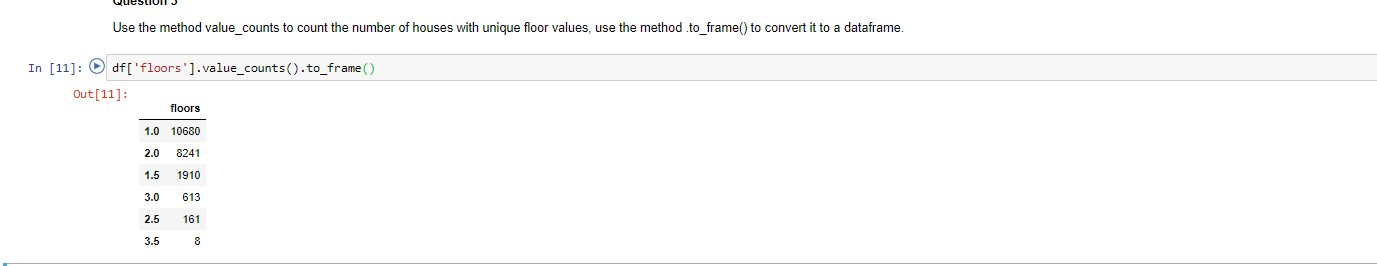 Question 3
Use the method value_counts to count the number of houses with unique floor values, use the method .to_frame() to convert it to a dataframe.
In [11]: df['floors'].value_counts().to_frame()
Out[11]:
floors
1.0 10680
2.0 8241
1.5 1910
3.0 613
2.5 161
3.5 8